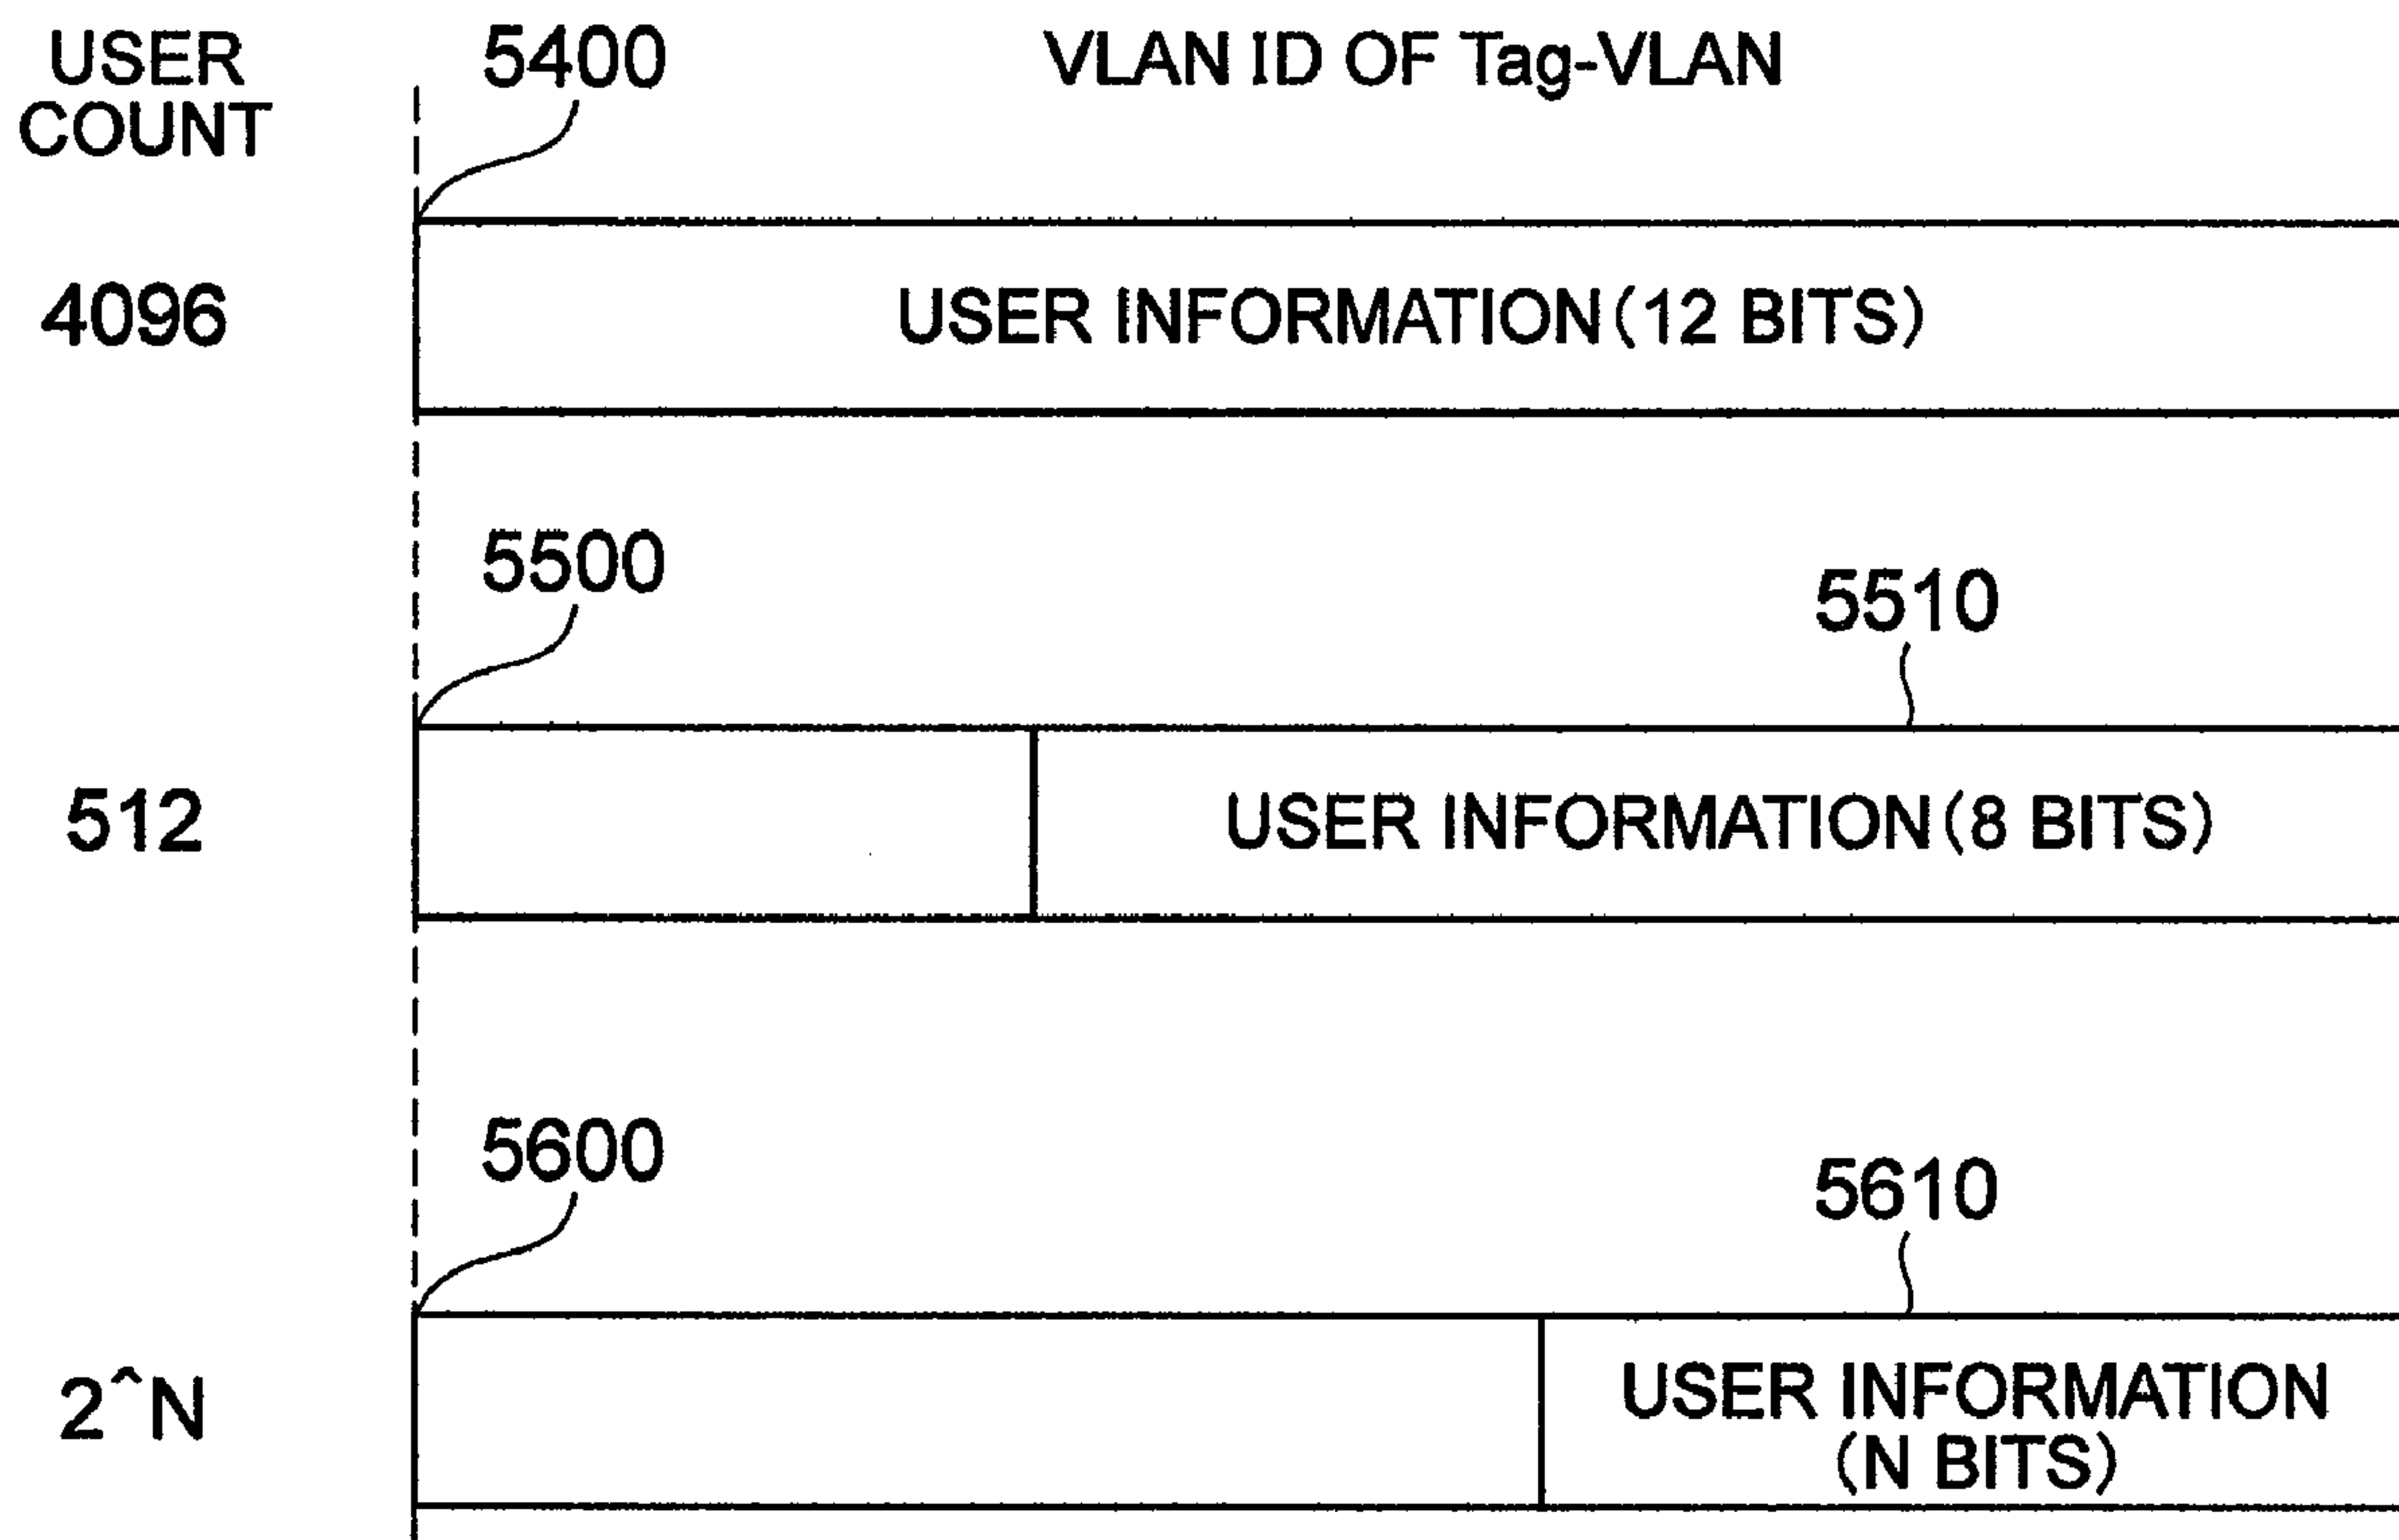 USER
COUNT
5400
VLAN ID OF Tag-VLAN
4096
USER INFORMATION(12 BITS)
5500
5510
512
USER INFORMATION(8 BITS)
5600
5610
2^N
USER INFORMATION
(N BITS)